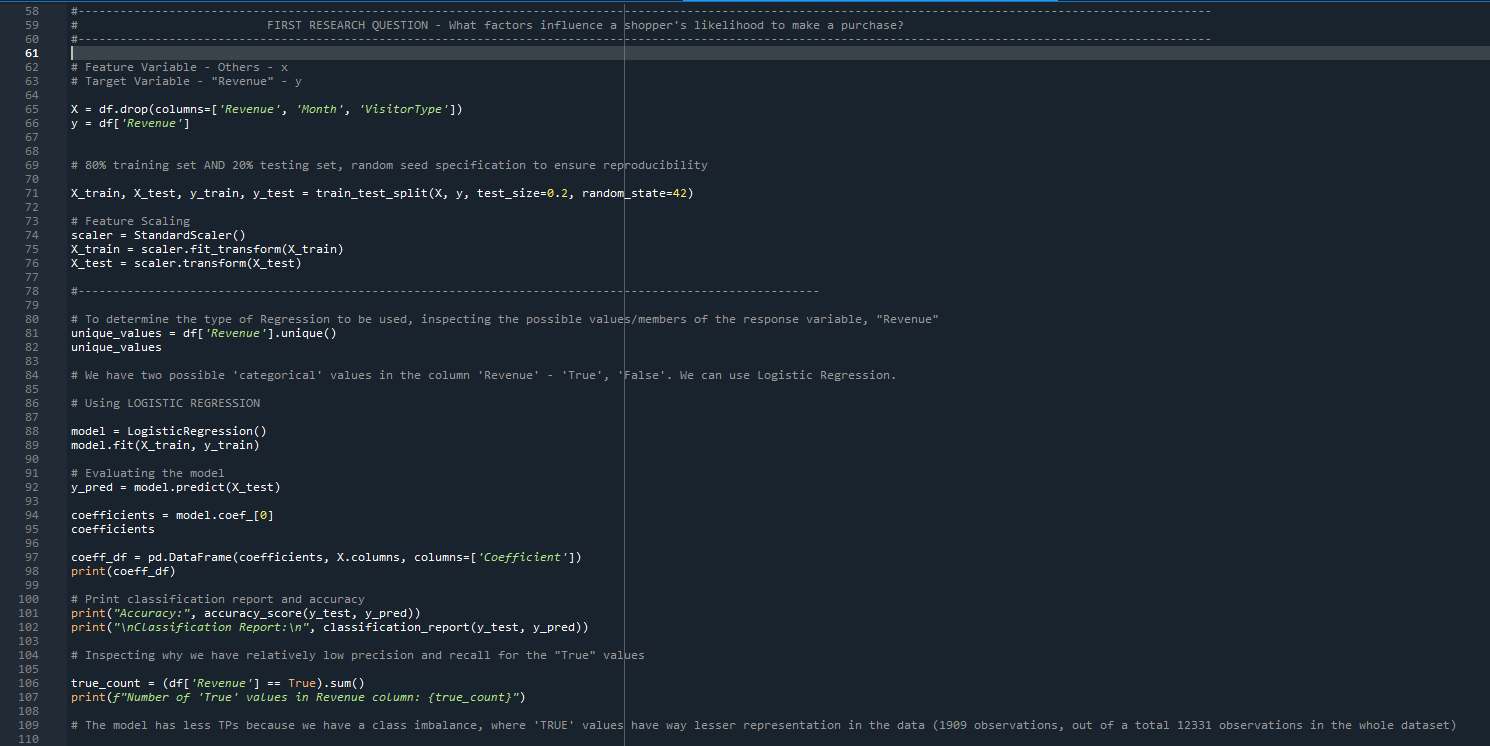 58 #------------------------------------------------------------------------------------------------------------------------------------------------------------------
59 # FIRST RESEARCH QUESTION - What factors influence a shopper's likelihood to make a purchase?
60 #------------------------------------------------------------------------------------------------------------------------------------------------------------------
61
62 # Feature Variable - Others - x
63 # Target Variable - "Revenue" - y
64
65 X = df.drop(columns=['Revenue', 'Month', 'VisitorType'])
66 y = df['Revenue']
67
68
69 # 80% training set AND 20% testing set, random seed specification to ensure reproducibility
70
71 X_train, X_test, y_train, y_test = train_test_split(X, y, test_size=0.2, random_state=42)
72
73 # Feature Scaling
74 scaler = StandardScaler()
75 X_train = scaler.fit_transform(X_train)
76 X_test = scaler.transform(X_test)
77
78 #----------------------------------------------------------------------------------------------------------
79
80 # To determine the type of Regression to be used, inspecting the possible values/members of the response variable, "Revenue"
81 unique_values = df['Revenue'].unique()
82 unique_values
83
84 # We have two possible 'categorical' values in the column 'Revenue' - 'True', 'False'. We can use Logistic Regression.
85
86 # Using LOGISTIC REGRESSION
87
88 model = LogisticRegression()
89 model.fit(X_train, y_train)
90
91 # Evaluating the model
92 y_pred = model.predict(X_test)
93
94 coefficients = model.coef_[0]
95 coefficients
96
97 coeff_df = pd.DataFrame(coefficients, X.columns, columns=['Coefficient'])
98 print(coeff_df)
99
100 # Print classification report and accuracy
101 print("Accuracy:", accuracy_score(y_test, y_pred))
102 print("\nClassification Report:\n", classification_report(y_test, y_pred))
103
104 # Inspecting why we have relatively low precision and recall for the "True" values
105
106 true_count = (df['Revenue'] == True).sum()
107 print(f"Number of 'True' values in Revenue column: {true_count}")
108
109 # The model has less TPs because we have a class imbalance, where 'TRUE' values have way lesser representation in the data (1909 observations, out of a total 12331 observations in the whole dataset)
110